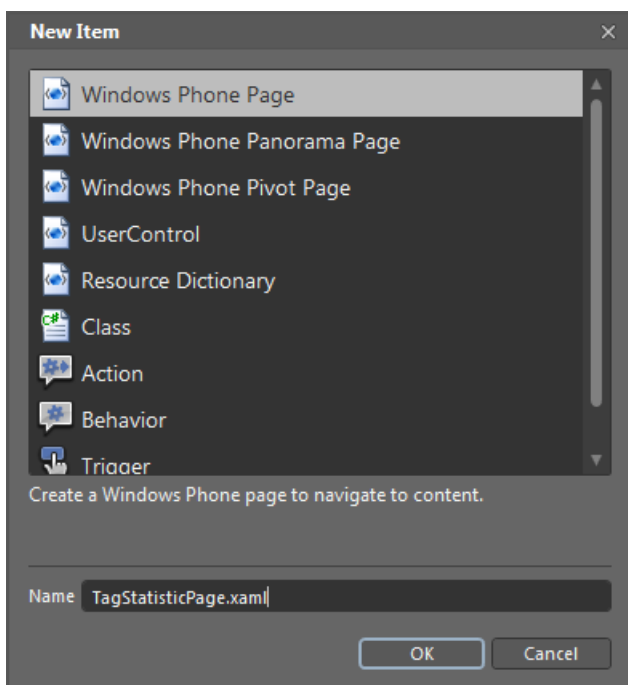 New Item
Windows Phone Page
Windows Phone Panorama Page
Windows Phone Pivot Page
UserControl
Resource Dictionary
C#
Class
Action
Behavior
Trigger
Create a Windows Phone page to navigate to content.
Name TagStatisticPage.xaml
OK Cancel